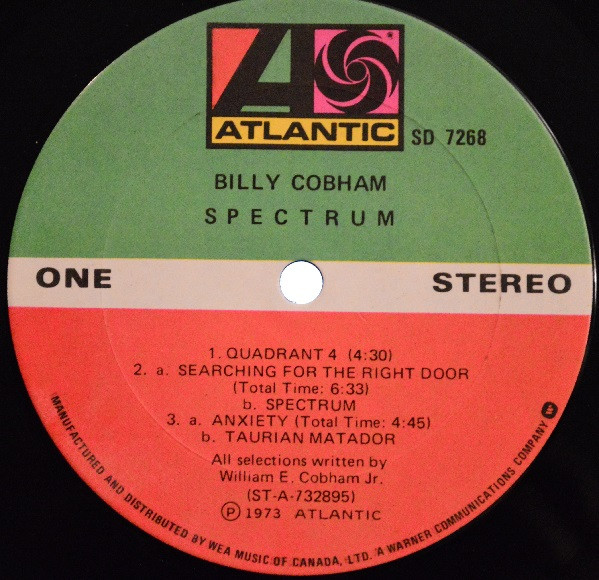 A
ATLANTIC
SD 7268
BILLY COBHAM
SPECTRUM
ONE
STEREO
1. QUADRANT 4 (4:30)
2. a. SEARCHING FOR THE RIGHT DOOR
(Total Time: 6:33)
b. SPECTRUM
3. a. ANXIETY (Total Time: 4:45)
b. TAURIAN MATADOR
All selections written by
William E. Cobham Jr.
(ST-A-732895)
℗ 1973 ATLANTIC
MANUFACTURED AND DISTRIBUTED BY WEA MUSIC OF CANADA, LTD. 'A WARNER COMMUNICATIONS COMPANY